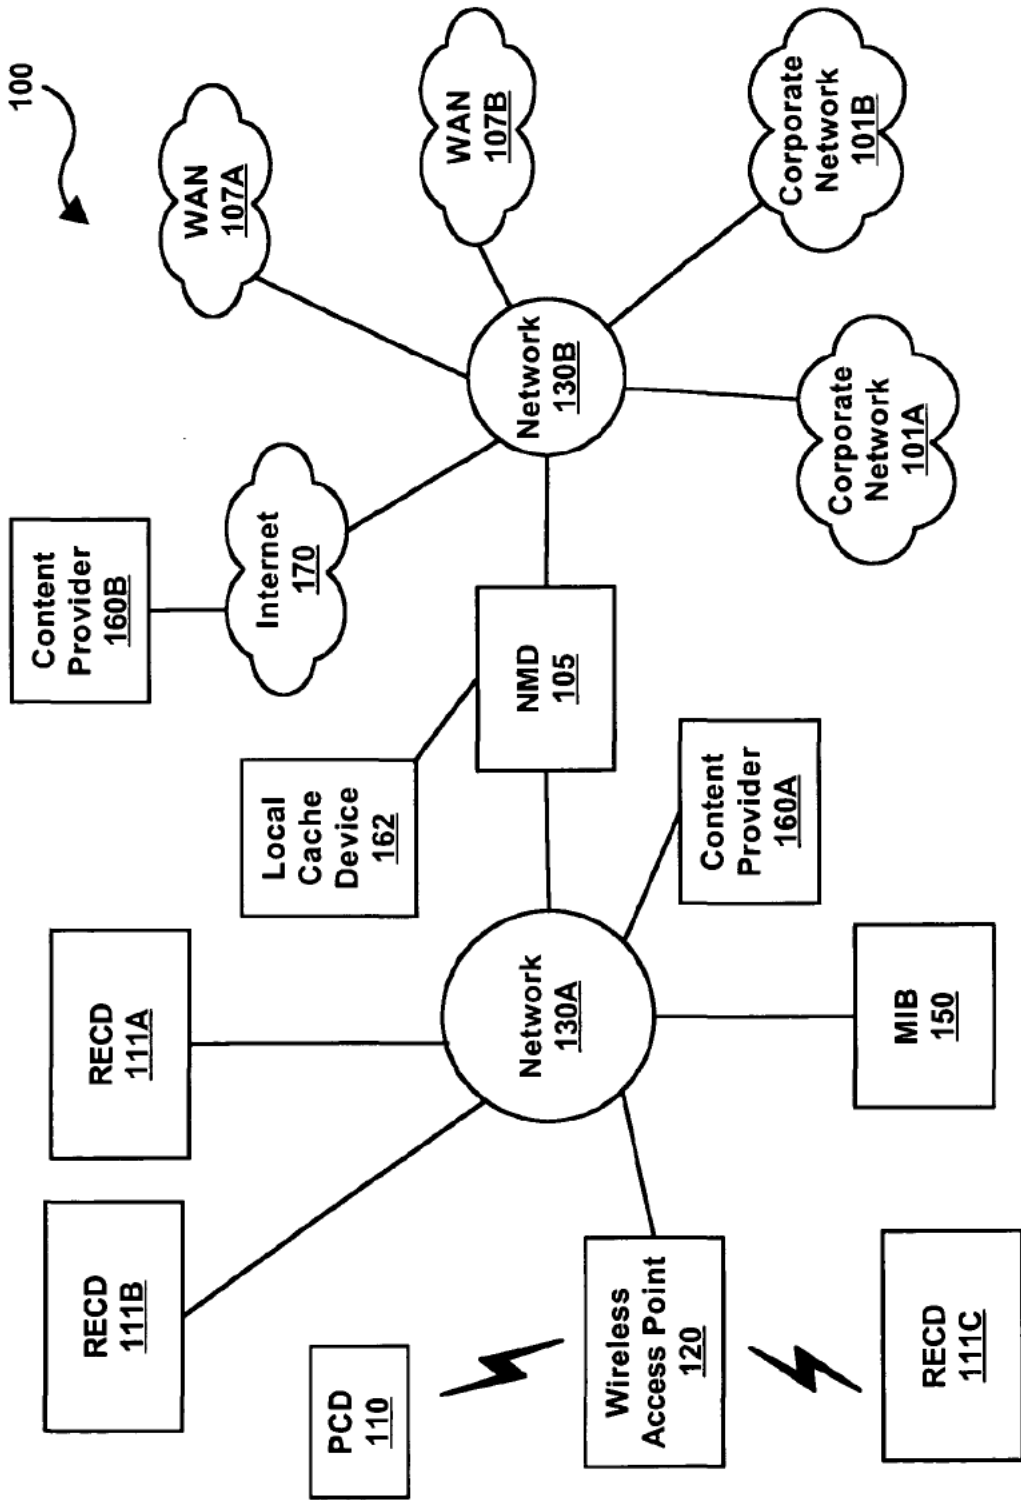 100
RECD
111B
RECD
111A
Content
Provider
160B
WAN
107A
PCD
110
Local
Cache
Device
162
Internet
170
WAN
107B
Wireless
Access Point
120
Network
130A
NMD
105
Network
130B
RECD
111C
MIB
150
Content
Provider
160A
Corporate
Network
101A
Corporate
Network
101B